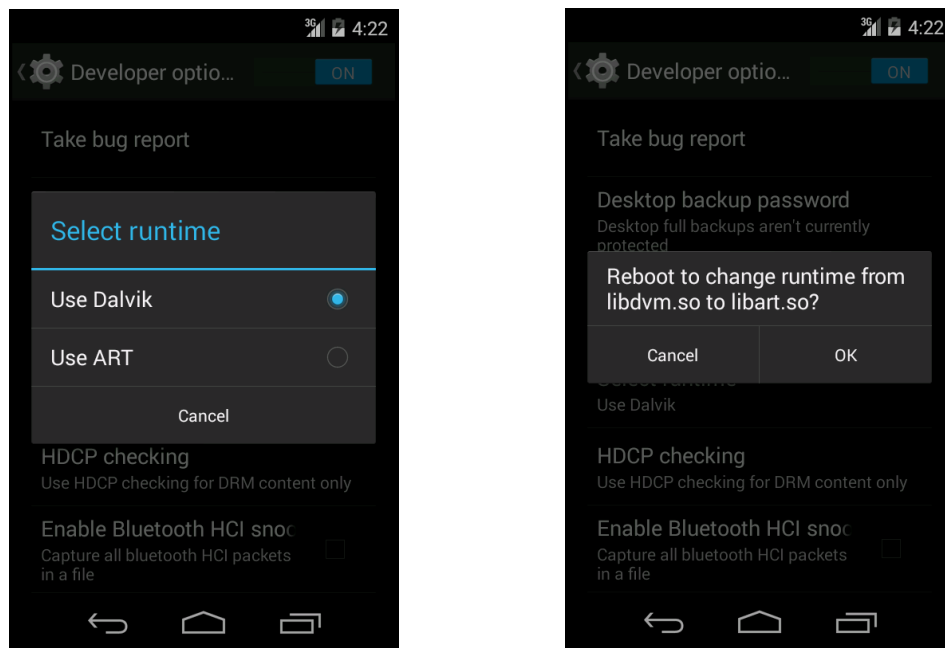 3G 4:22
Developer optio... ON
Take bug report
Select runtime
Use Dalvik
Use ART
Cancel
HDCP checking
Use HDCP checking for DRM content only
Enable Bluetooth HCI snoo
Capture all bluetooth HCI packets
in a file
3G 4:22
Developer optio... ON
Take bug report
Desktop backup password
Desktop full backups aren't currently
protected
Reboot to change runtime from
libdvm.so to libart.so?
Cancel OK
Select runtime
Use Dalvik
HDCP checking
Use HDCP checking for DRM content only
Enable Bluetooth HCI snoo
Capture all bluetooth HCI packets
in a file